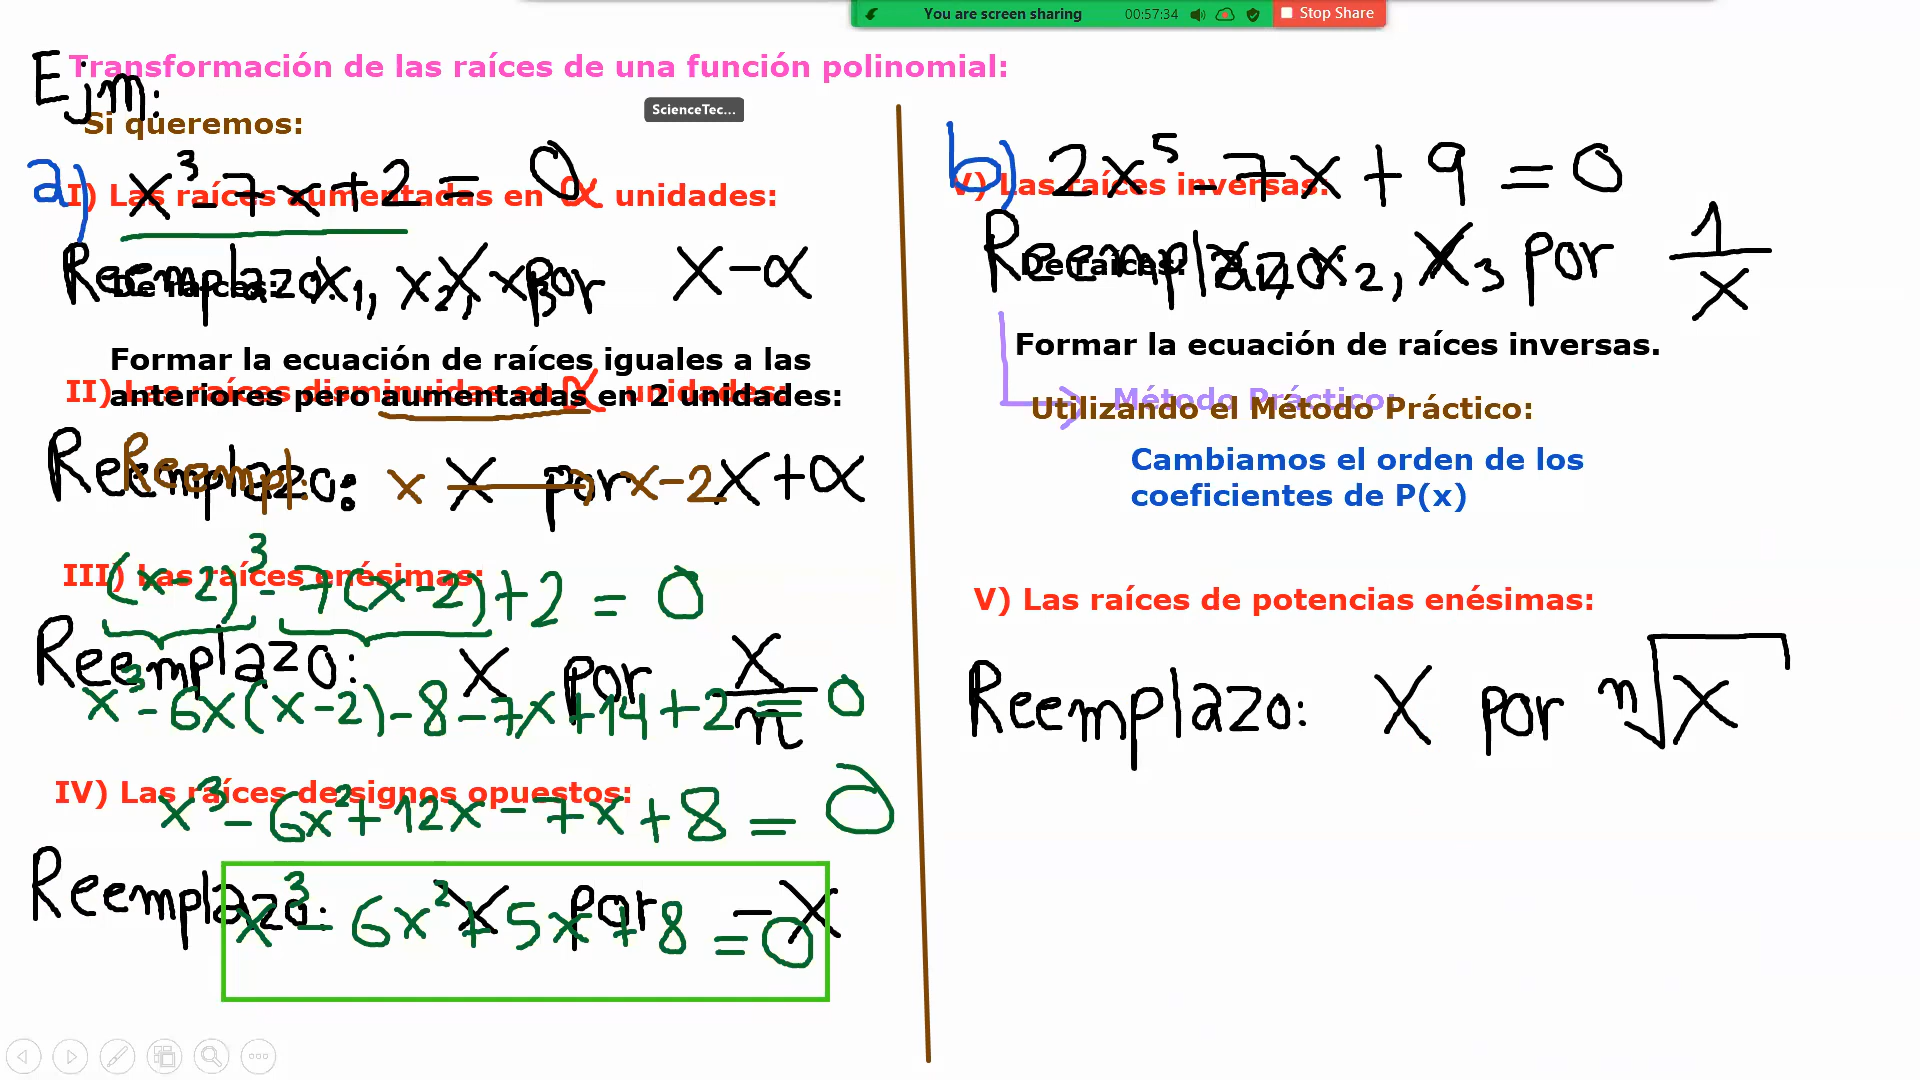 You are screen sharing 00:57:34 Stop Share
Transformación de las raíces de una función polinomial:
Ejm:
ScienceTec...
Si queremos:
a) x³ - 7x + 2 = 0
I) Las raíces aumentadas en α unidades:
Reemplazo: x por x - α
De raíces: x₁, x₂, x₃
Formar la ecuación de raíces iguales a las
anteriores pero aumentadas en 2 unidades:
II) Las raíces disminuidas en α unidades:
Reemplazo: x por x + α
Reempl: x → x - 2
III) Las raíces enésimas:
(x-2)³ - 7(x-2) + 2 = 0
Reemplazo: x por x/n
x³ - 6x(x-2) - 8 - 7x + 14 + 2 = 0
IV) Las raíces de signos opuestos:
x³ - 6x² + 12x - 7x + 8 = 0
Reemplazo: x por -x
x³ - 6x² + 5x + 8 = 0
b) 2x⁵ - 7x + 9 = 0
V) Las raíces inversas:
Reemplazo: x por 1/x
De raíces: x₁, x₂, x₃
Formar la ecuación de raíces inversas.
Método Práctico:
Utilizando el Método Práctico:
Cambiamos el orden de los
coeficientes de P(x)
V) Las raíces de potencias enésimas:
Reemplazo: x por ⁿ√x